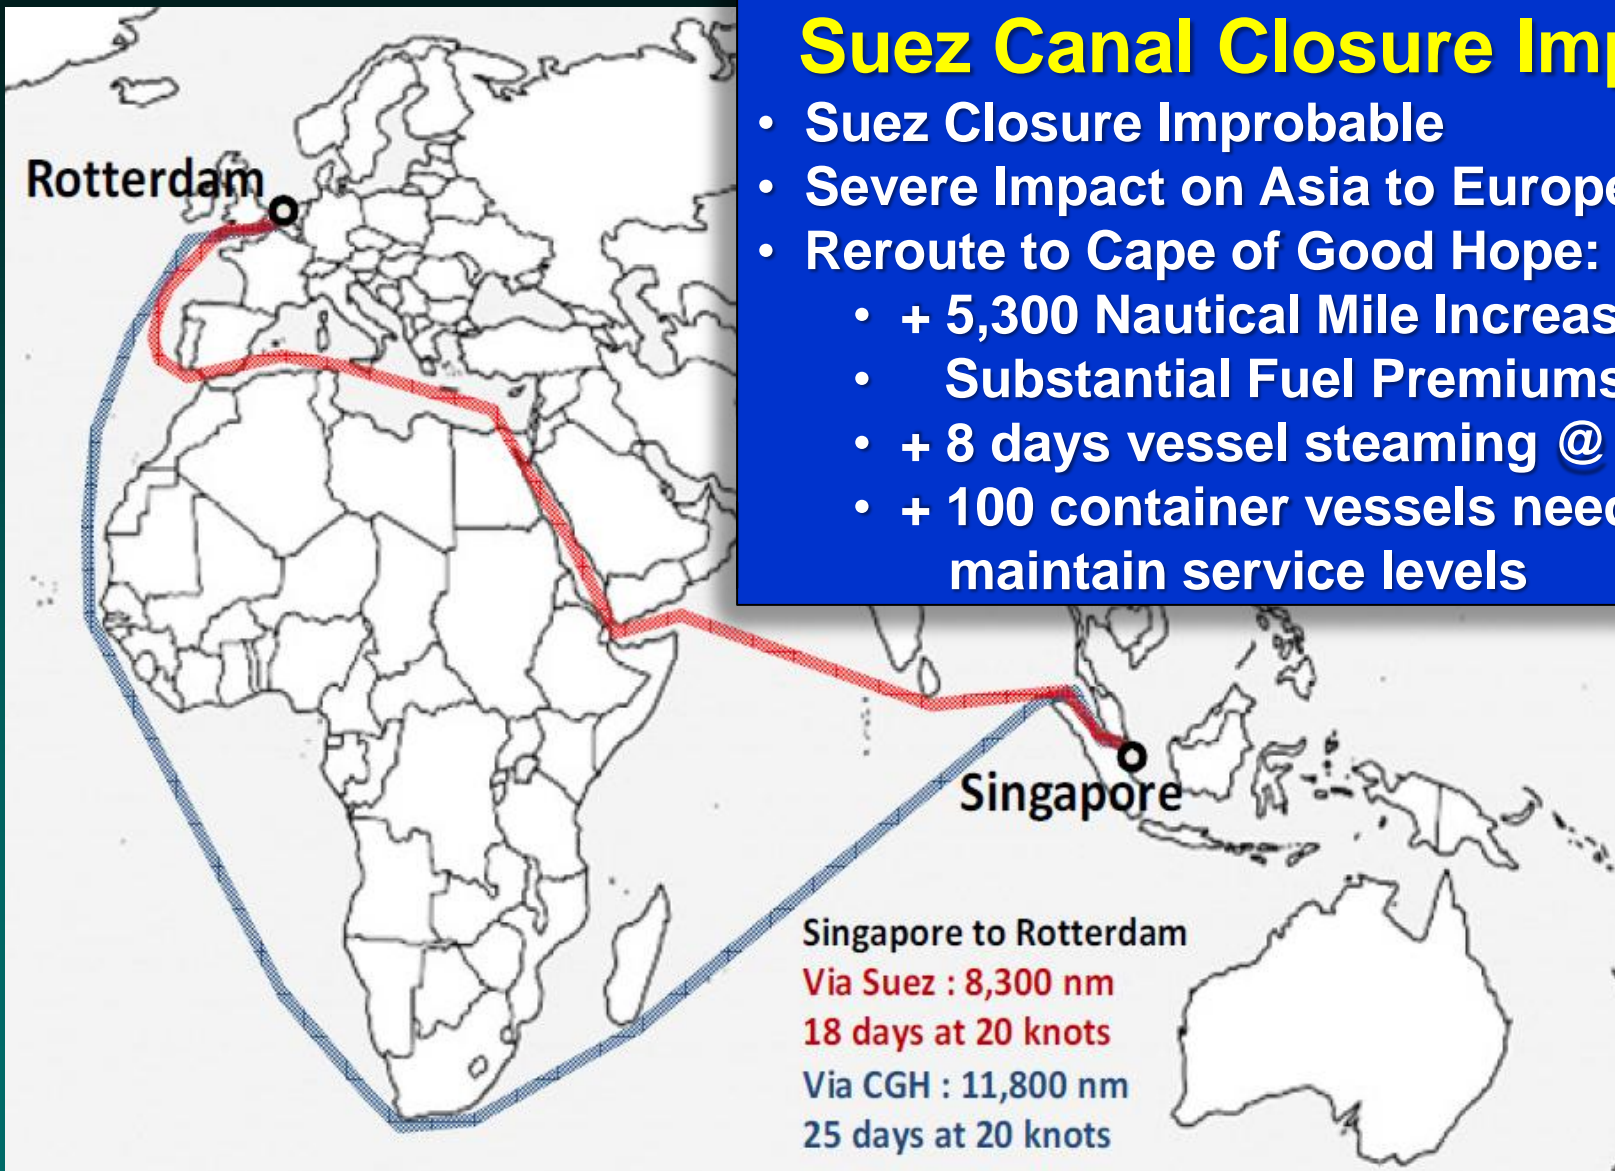 Suez Canal Closure Imp
• Suez Closure Improbable
• Severe Impact on Asia to Europe
• Reroute to Cape of Good Hope:
• + 5,300 Nautical Mile Increas
• Substantial Fuel Premiums
• + 8 days vessel steaming @
• + 100 container vessels need
maintain service levels
Rotterdam
Singapore
Singapore to Rotterdam
Via Suez : 8,300 nm
18 days at 20 knots
Via CGH : 11,800 nm
25 days at 20 knots